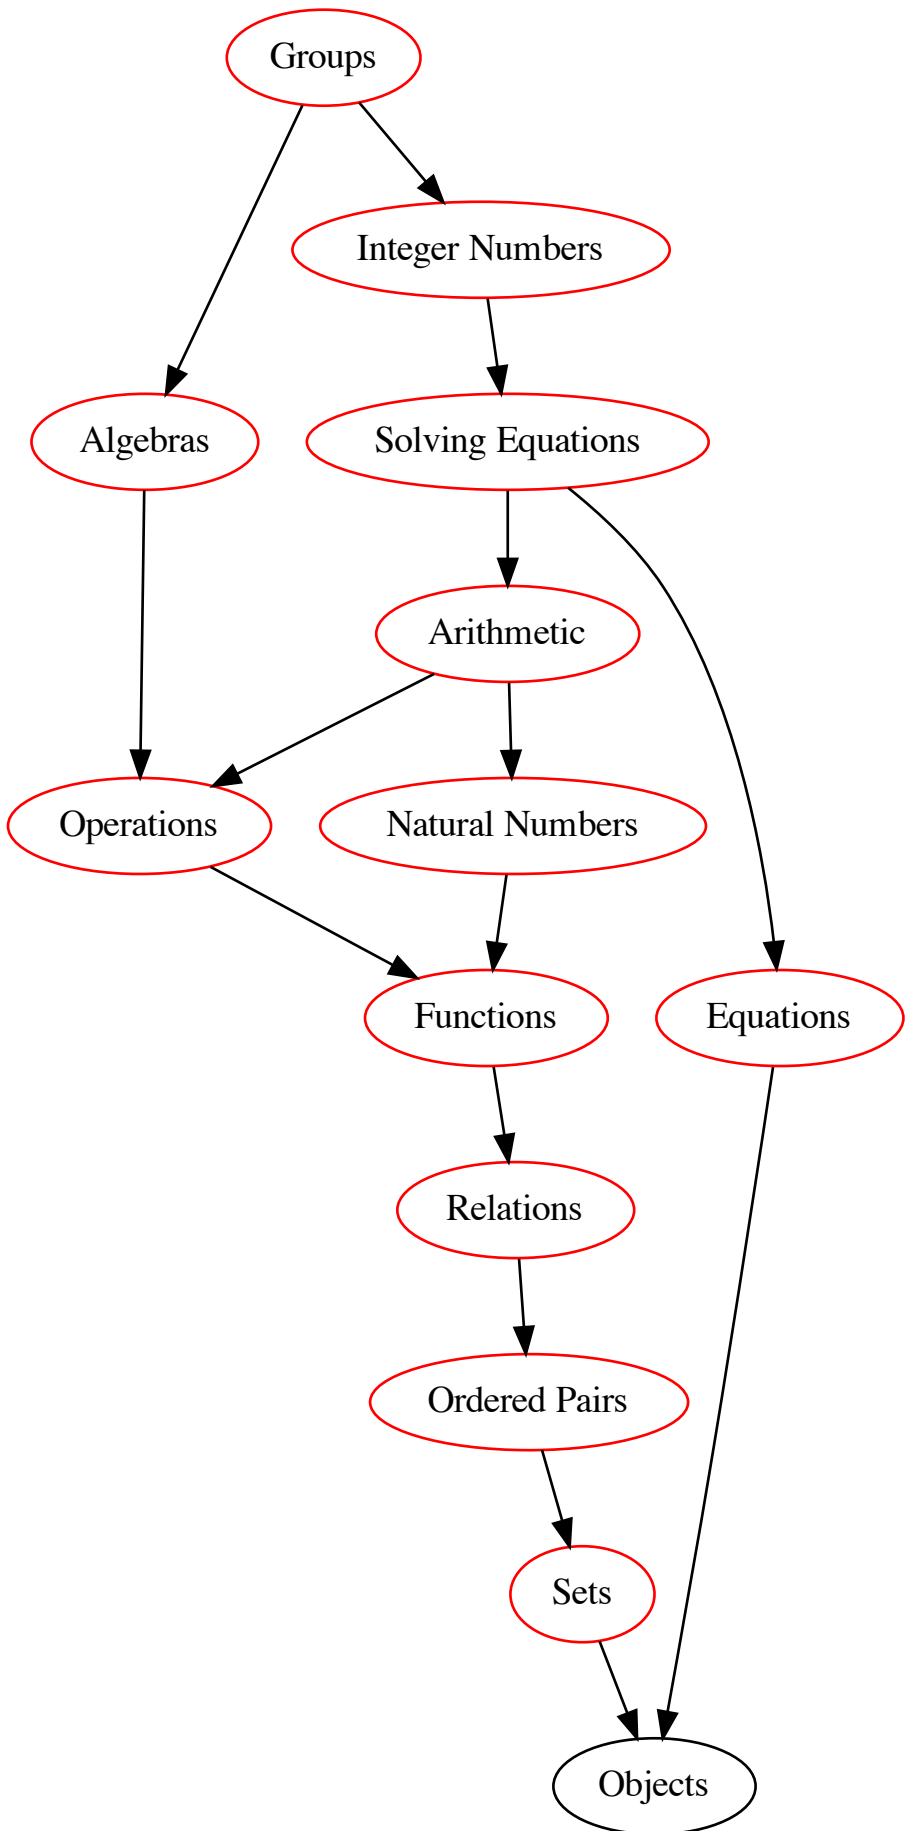 Groups
Integer Numbers
Algebras
Solving Equations
Arithmetic
Operations
Natural Numbers
Functions
Equations
Relations
Ordered Pairs
Sets
Objects